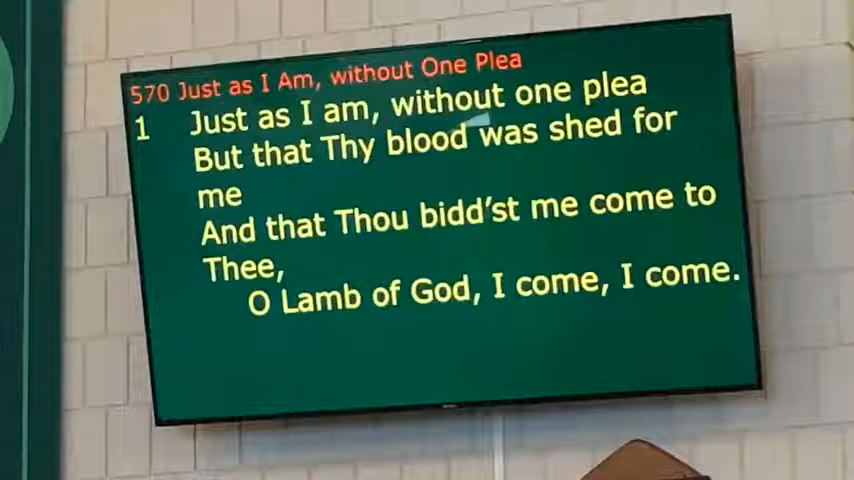 570 Just as I Am, without One Plea
1 Just as I am, without one plea
But that Thy blood was shed for
me
And that Thou bidd'st me come to
Thee,
O Lamb of God, I come, I come.